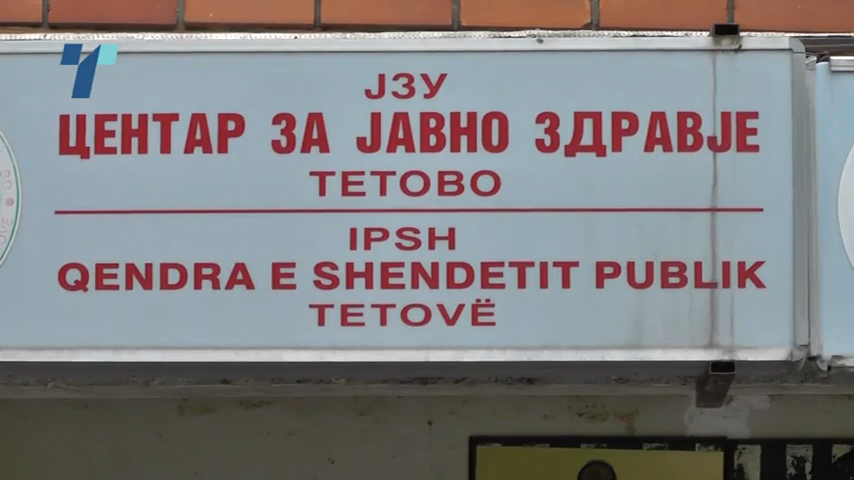 ЈЗУ
ЦЕНТАР ЗА ЈАВНО ЗДРАВЈЕ
ТЕТОВО
IPSH
QENDRA E SHENDETIT PUBLIK
TETOVË